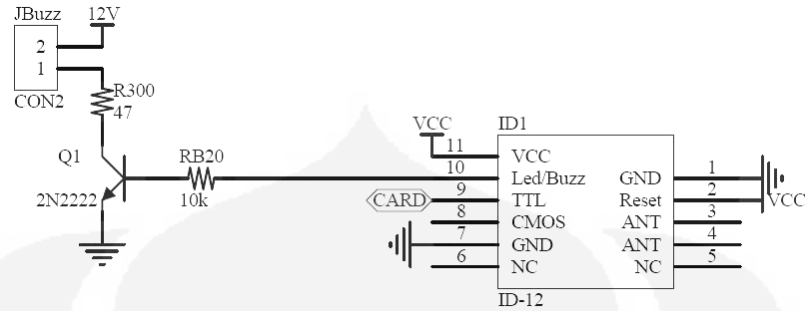 JBuzz 12V
2
1
R300
CON2 47
VCC ID1
11 VCC
Q1 RB20 10 Led/Buzz GND 1
2N2222 10k CARD 9 TTL Reset 2 VCC
8 CMOS ANT 3
7 GND ANT 4
6 NC NC 5
ID-12